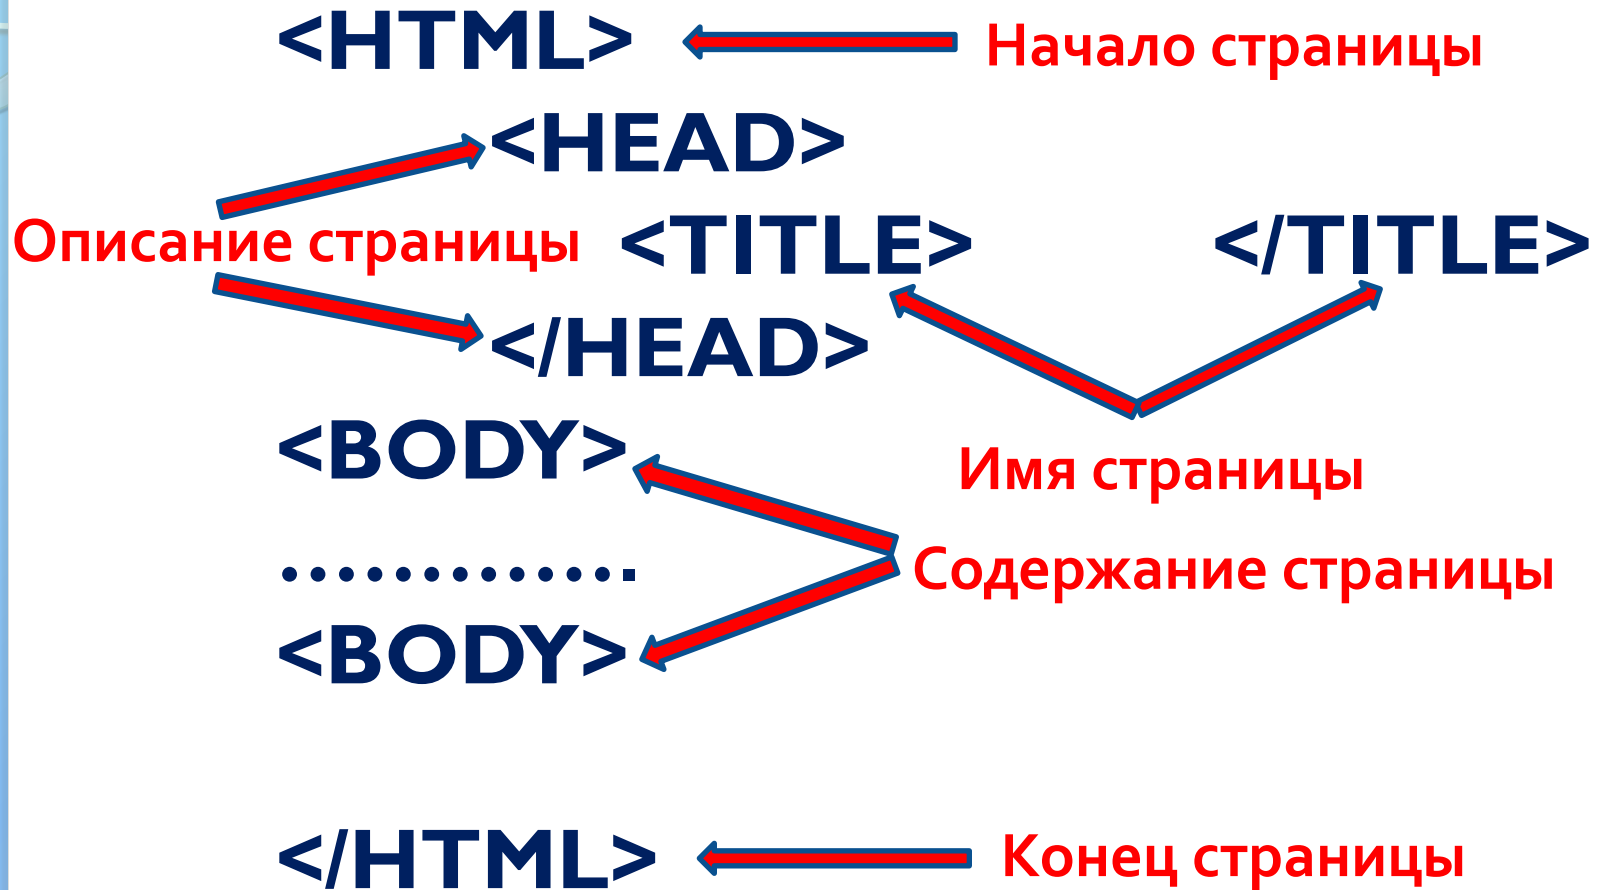 <HTML> Начало страницы
<HEAD>
Описание страницы <TITLE> </TITLE>
</HEAD>
<BODY>
Имя страницы
.............
Содержание страницы
<BODY>
</HTML> Конец страницы